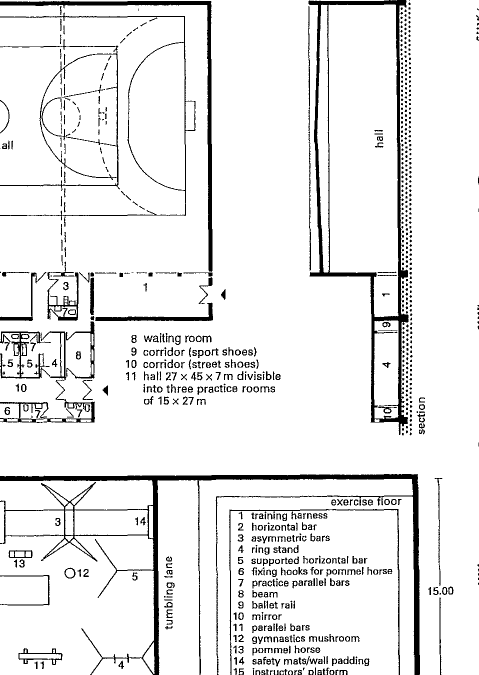 all
hall
3
1
7
1
7
7
5
5
4
8
9
8 waiting room
9 corridor (sport shoes)
10 corridor (street shoes)
11 hall 27 x 45 x 7 m divisible
into three practice rooms
of 15 x 27 m
4
10
6
7
7
10
section
exercise floor
1 training harness
2 horizontal bar
3 asymmetric bars
4 ring stand
5 supported horizontal bar
6 fixing hooks for pommel horse
7 practice parallel bars
8 beam
9 ballet rail
10 mirror
11 parallel bars
12 gymnastics mushroom
13 pommel horse
14 safety mats/wall padding
15 instructors' platform
3
14
13
12
5
tumbling lane
15.00
11
4